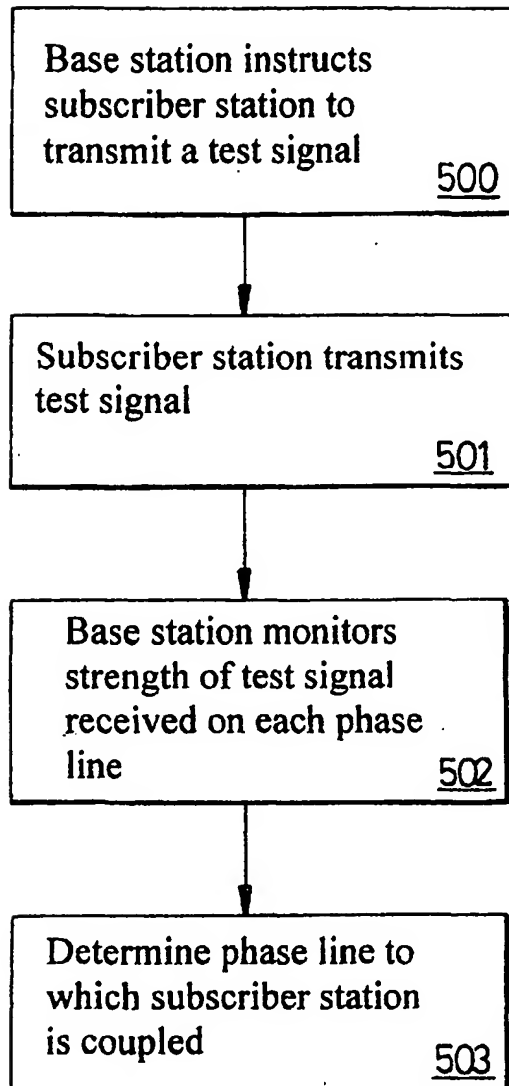 Base station instructs
subscriber station to
transmit a test signal
500
Subscriber station transmits
test signal
501
Base station monitors
strength of test signal
received on each phase
line
502
Determine phase line to
which subscriber station
is coupled
503